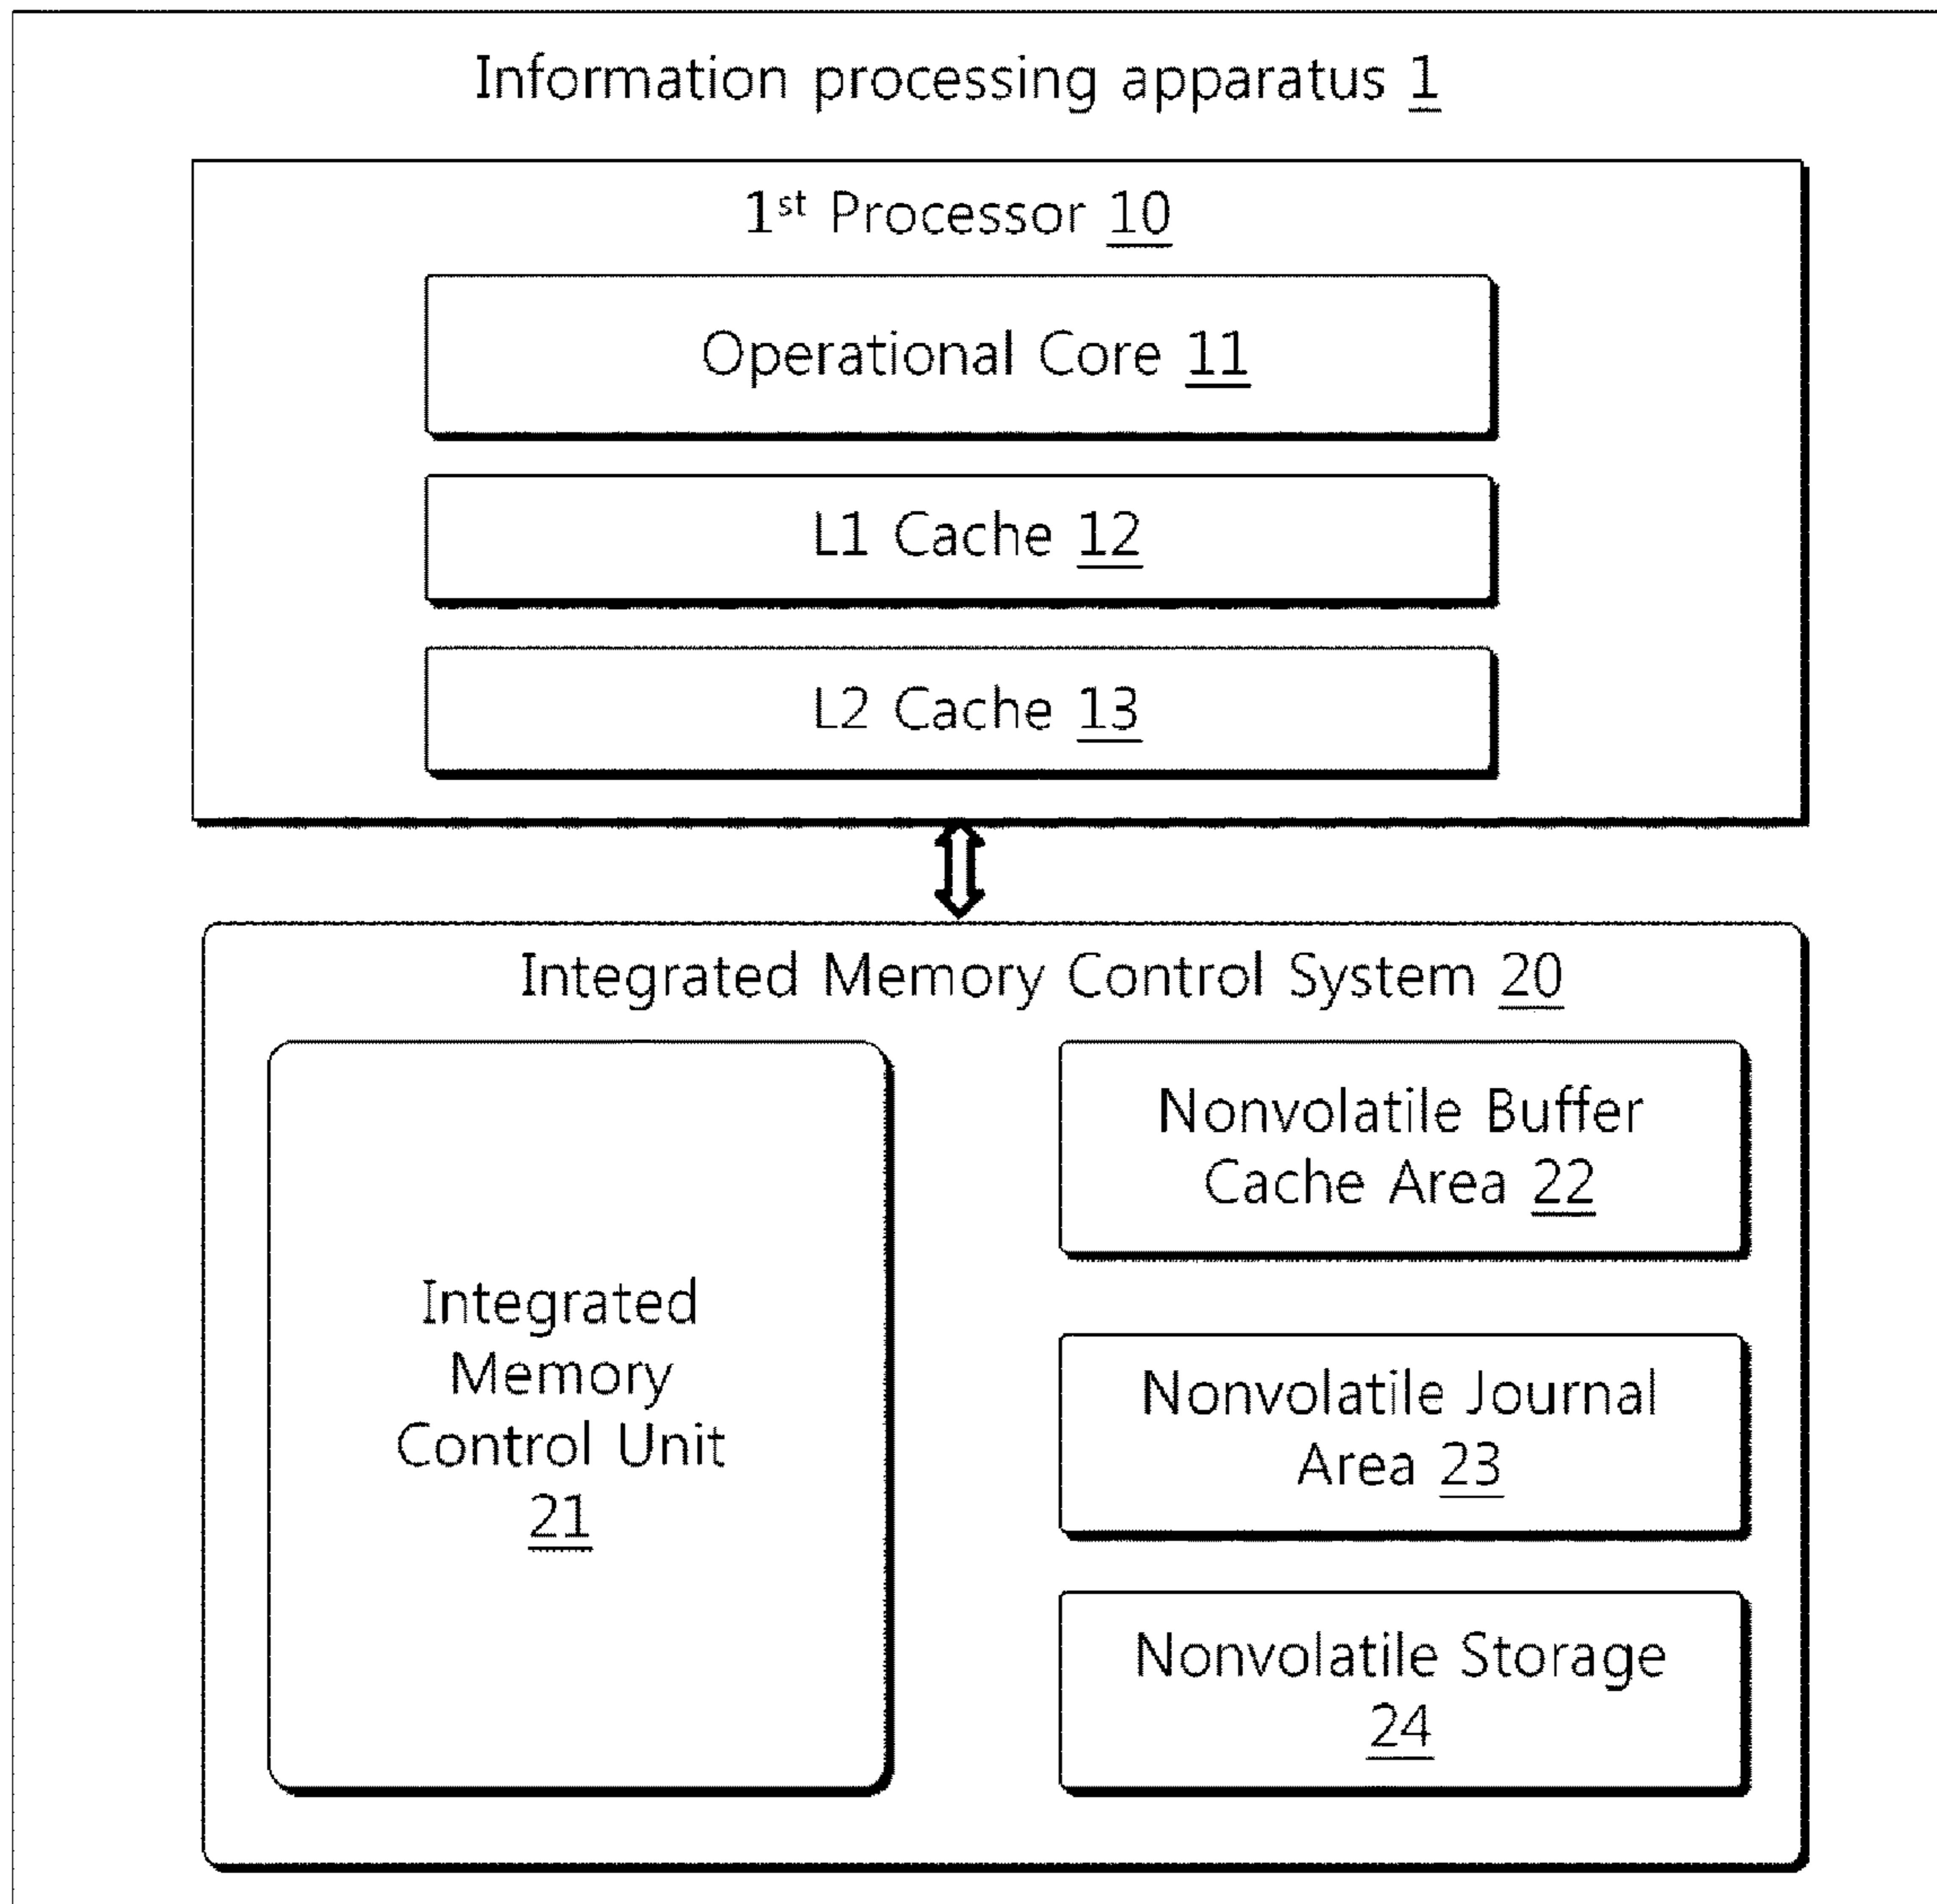 Information processing apparatus 1
1st Processor 10
Operational Core 11
L1 Cache 12
L2 Cache 13
Integrated Memory Control System 20
Integrated
Memory
Control Unit
21
Nonvolatile Buffer
Cache Area 22
Nonvolatile Journal
Area 23
Nonvolatile Storage
24